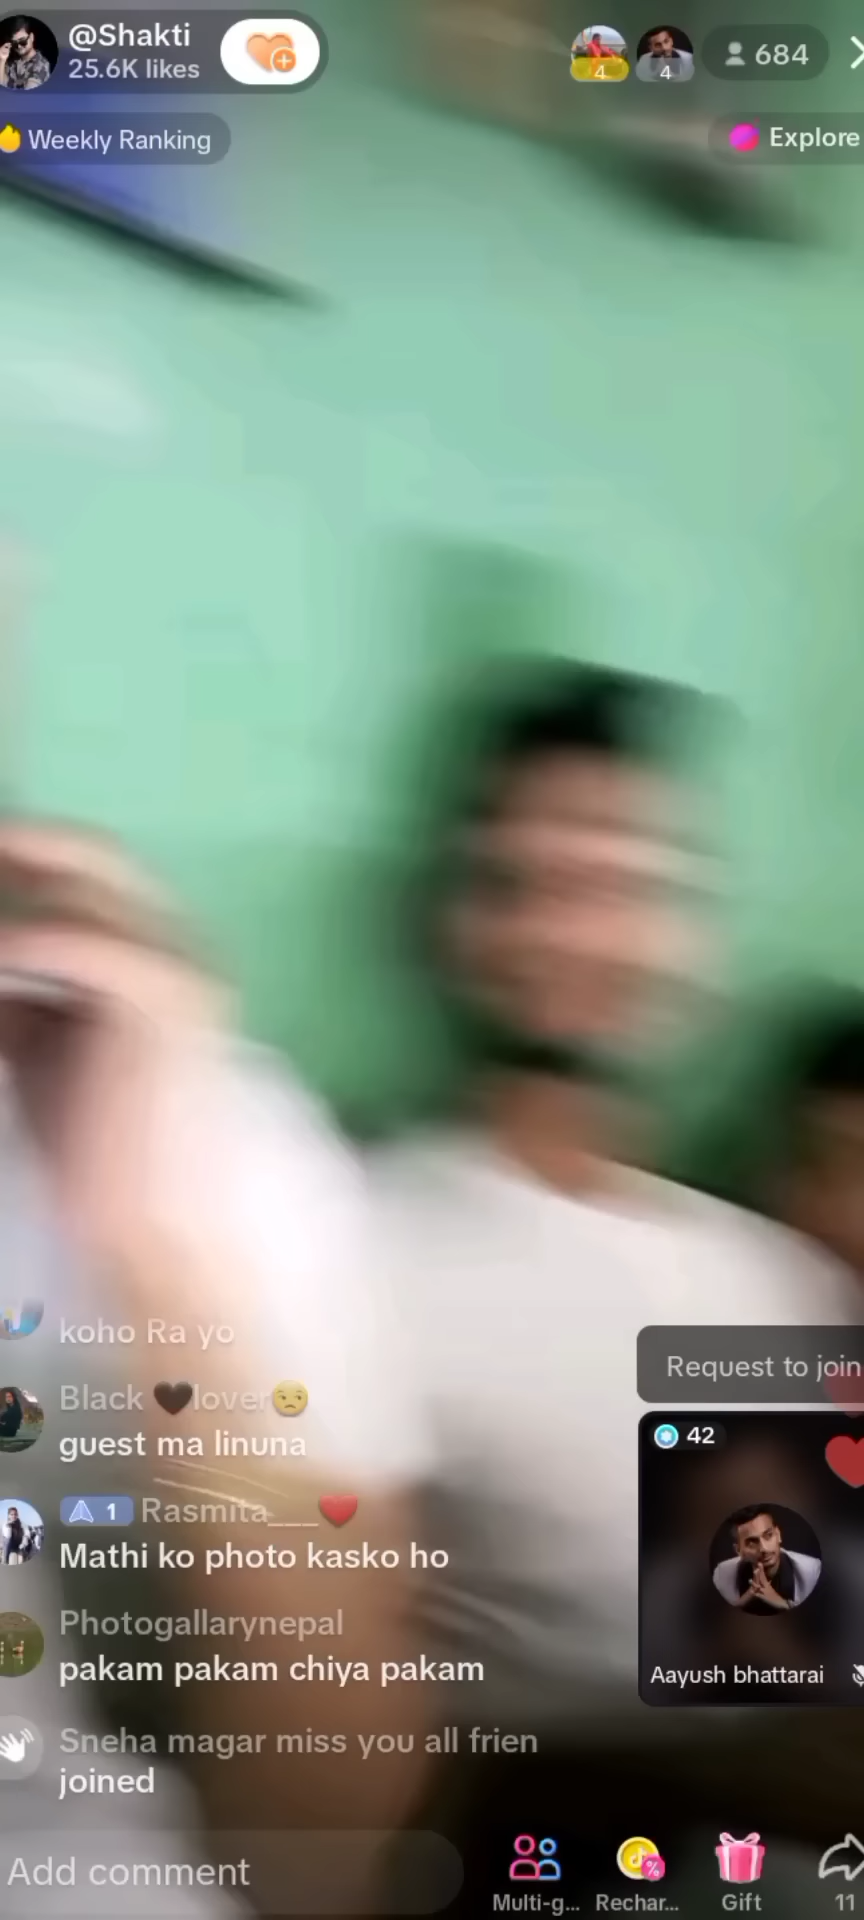 @Shakti
25.6K likes
4
4
684
Weekly Ranking
Explore
koho Ra yo
Black 🖤lover😒
guest ma linuna
Request to join
42
1 Rasmita___❤️
Mathi ko photo kasko ho
Photogallarynepal
pakam pakam chiya pakam
Aayush bhattarai
Sneha magar miss you all frien
joined
Add comment
Multi-g...
Rechar...
Gift
11